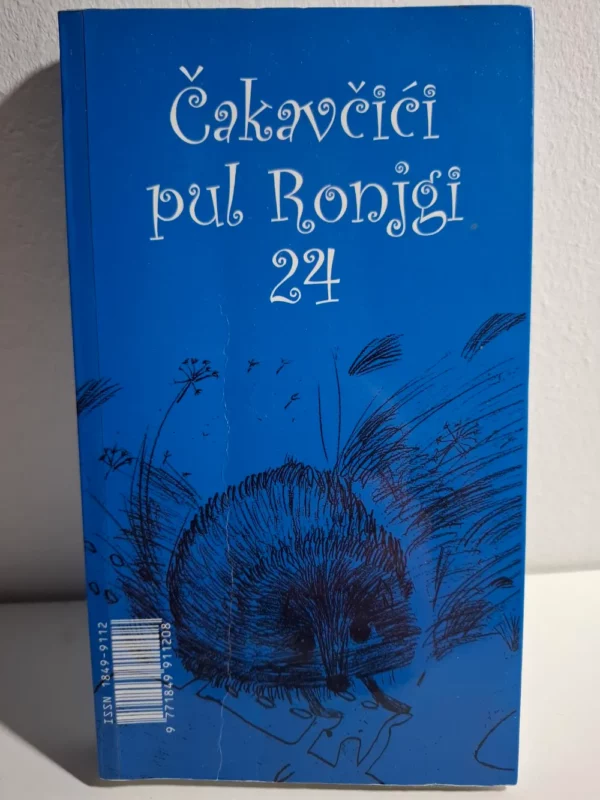 Čakavčići
pul Ronjgi
24
ISSN 1849-9112
9 771849 911208